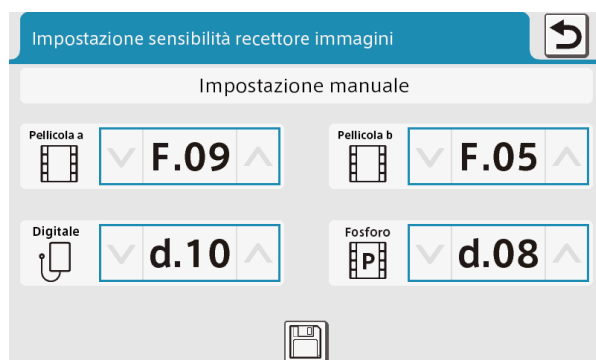 Impostazione sensibilità recettore immagini
Impostazione manuale
Pellicola a
F.09
Pellicola b
F.05
Digitale
d.10
Fosforo
P
d.08